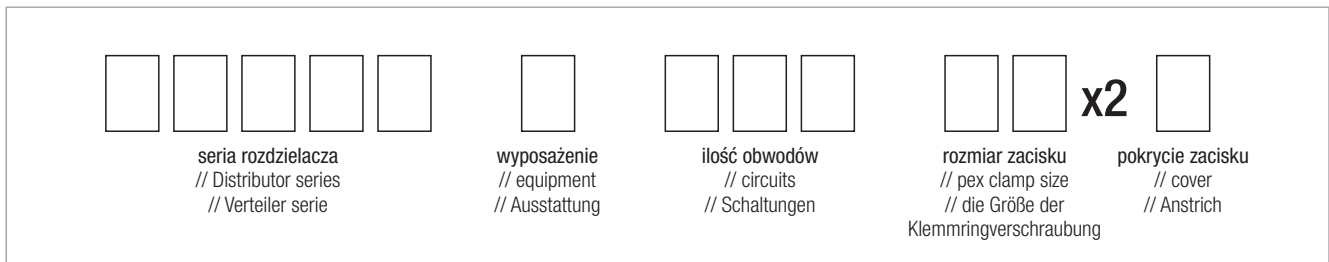 x2
seria rozdzielacza
// Distributor series
// Verteiler serie
wyposażenie
// equipment
// Ausstattung
ilość obwodów
// circuits
// Schaltungen
rozmiar zacisku
// pex clamp size
// die Größe der
Klemmringverschraubung
pokrycie zacisku
// cover
// Anstrich